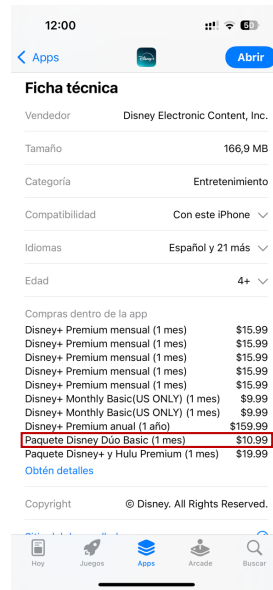 12:00
Apps
Disney+
Abrir
Ficha técnica
Vendedor Disney Electronic Content, Inc.
Tamaño 166,9 MB
Categoría Entretenimiento
Compatibilidad Con este iPhone
Idiomas Español y 21 más
Edad 4+
Compras dentro de la app
Disney+ Premium mensual (1 mes) $15.99
Disney+ Premium mensual (1 mes) $15.99
Disney+ Premium mensual (1 mes) $15.99
Disney+ Premium mensual (1 mes) $15.99
Disney+ Premium mensual (1 mes) $15.99
Disney+ Monthly Basic(US ONLY) (1 mes) $9.99
Disney+ Monthly Basic(US ONLY) (1 mes) $9.99
Disney+ Premium anual (1 año) $159.99
Paquete Disney Dúo Basic (1 mes) $10.99
Paquete Disney+ y Hulu Premium (1 mes) $19.99
Obtén detalles
Copyright © Disney. All Rights Reserved.
Hoy Juegos Apps Arcade Buscar